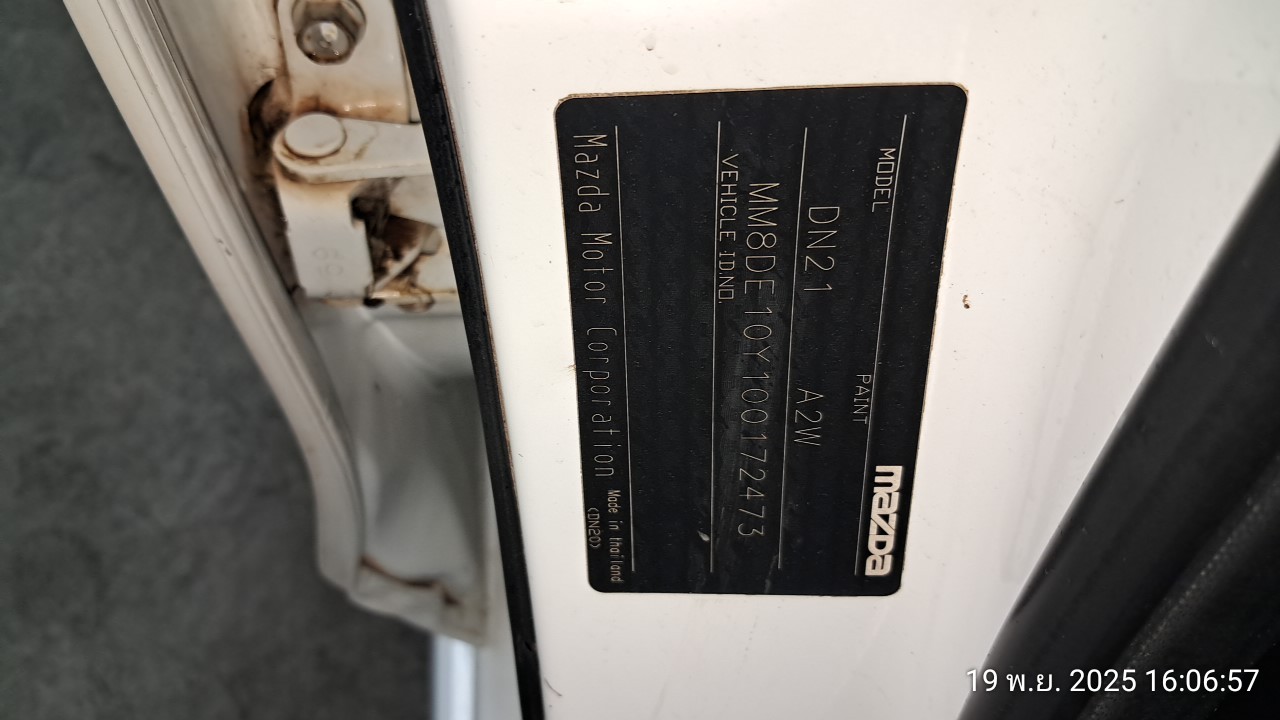 mazda
MODEL PAINT
DN21 A2W
MM8DE10Y100172473
VEHICLE ID.NO.
Mazda Motor Corporation Made in thailand
(DN20)
19 พ.ย. 2025 16:06:57